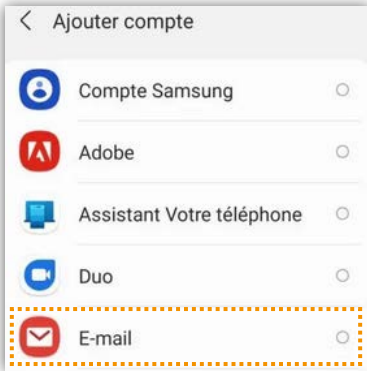 Ajouter compte
Compte Samsung
Adobe
Assistant Votre téléphone
Duo
E-mail